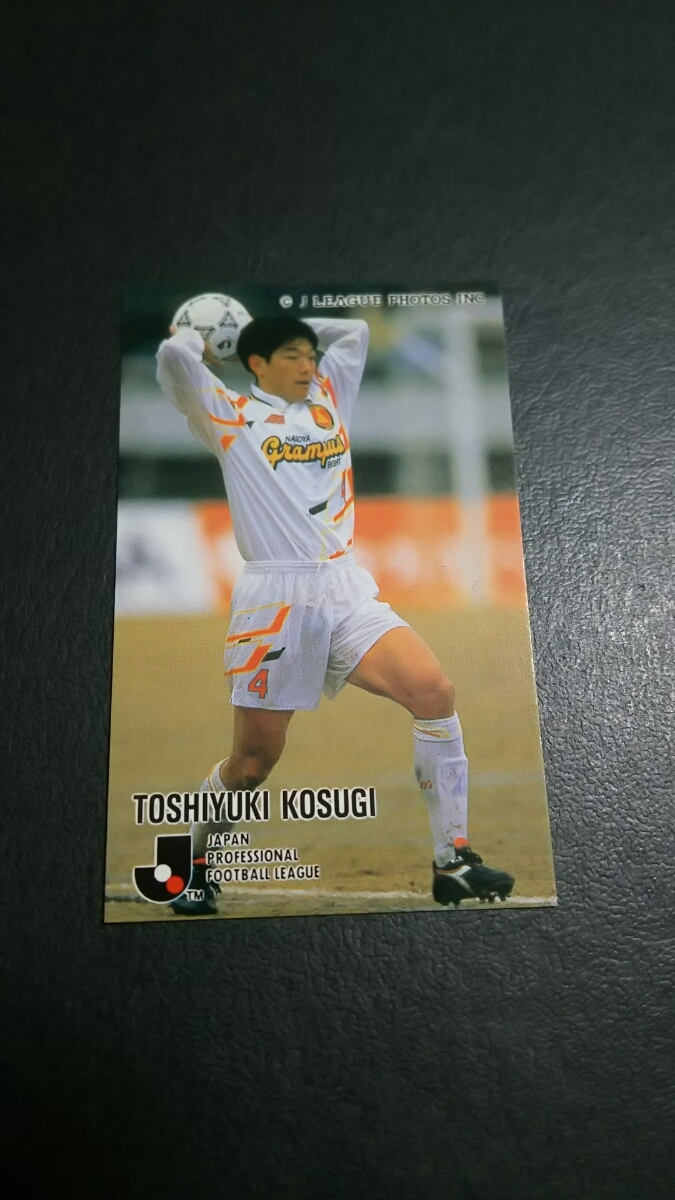 © J LEAGUE PHOTOS INC
NAGOYA
Grampus
EIGHT
4
TOSHIYUKI KOSUGI
JAPAN
PROFESSIONAL
FOOTBALL LEAGUE
TM